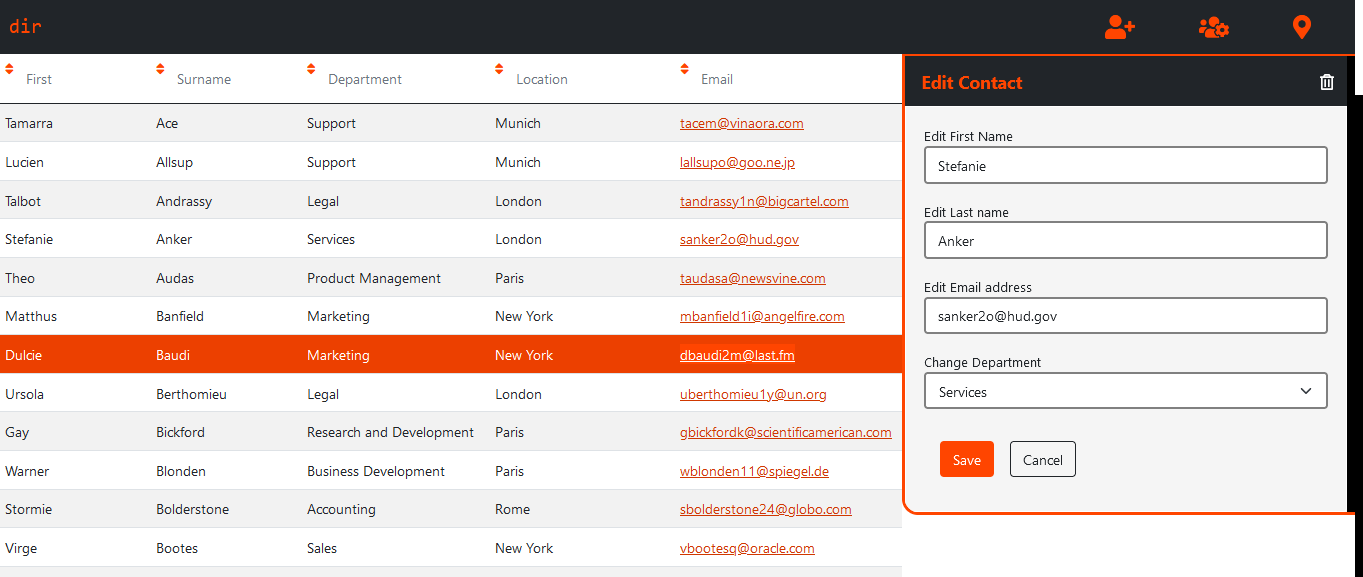 dir
First Surname Department Location Email
Tamarra Ace Support Munich tacem@vinaora.com
Lucien Allsup Support Munich lallsupo@goo.ne.jp
Talbot Andrassy Legal London tandrassy1n@bigcartel.com
Stefanie Anker Services London sanker2o@hud.gov
Theo Audas Product Management Paris taudasa@newsvine.com
Matthus Banfield Marketing New York mbanfield1i@angelfire.com
Dulcie Baudi Marketing New York dbaudi2m@last.fm
Ursola Berthomieu Legal London uberthomieu1y@un.org
Gay Bickford Research and Development Paris gbickfordk@scientificamerican.com
Warner Blonden Business Development Paris wblonden11@spiegel.de
Stormie Bolderstone Accounting Rome sbolderstone24@globo.com
Virge Bootes Sales New York vbootesq@oracle.com
Edit Contact
Edit First Name
Stefanie
Edit Last name
Anker
Edit Email address
sanker2o@hud.gov
Change Department
Services
Save Cancel